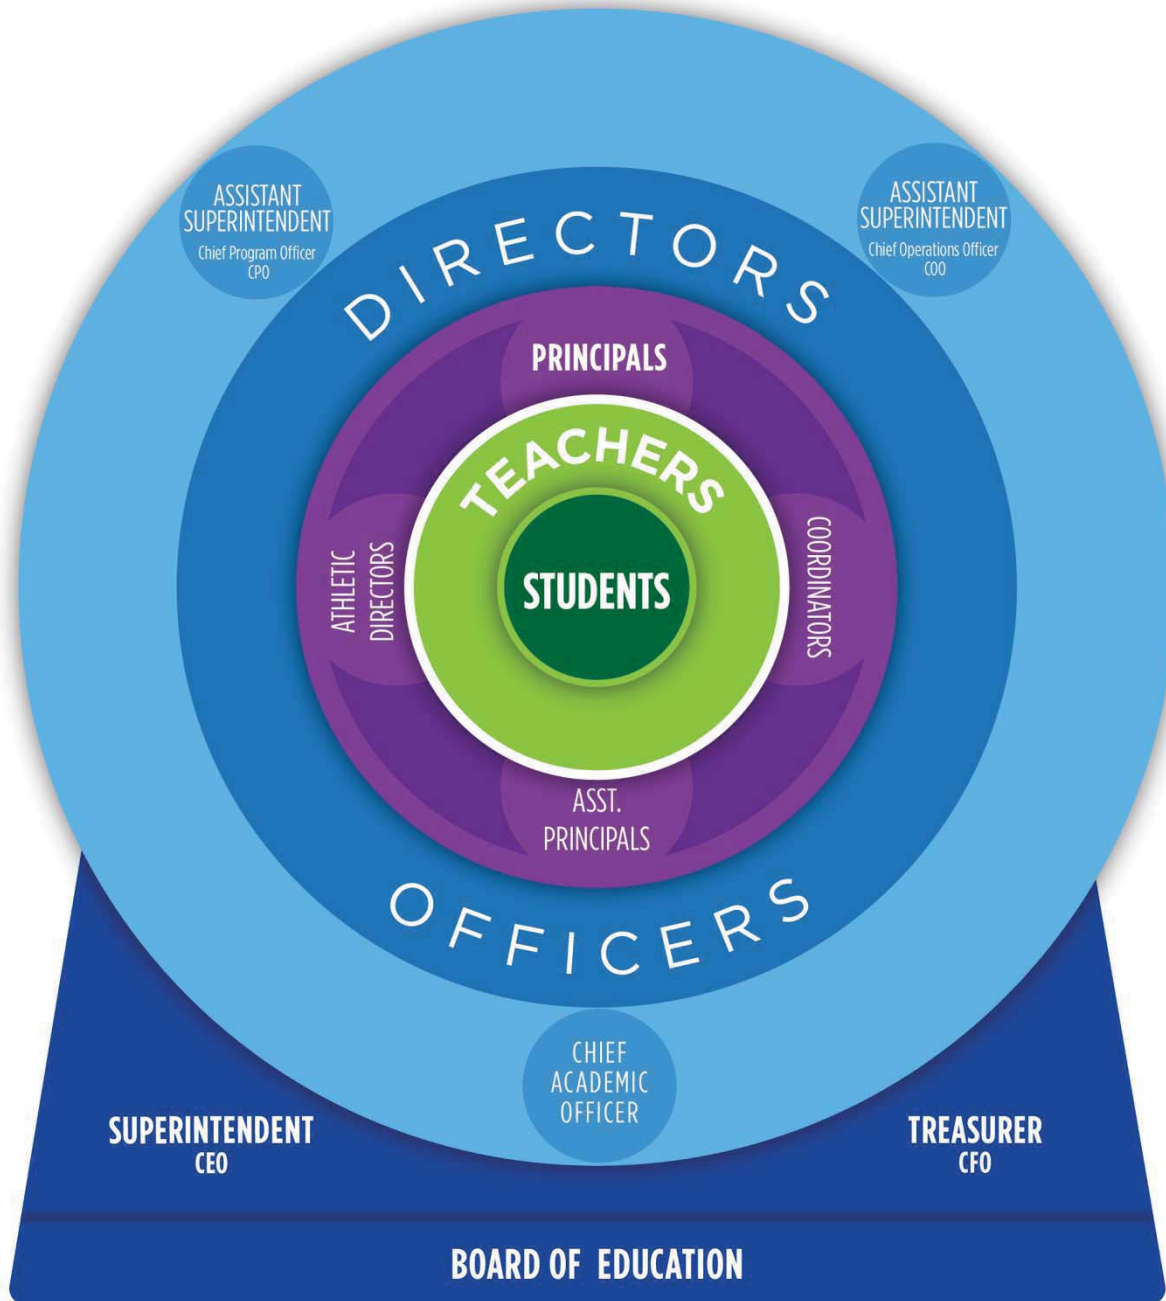 ASSISTANT
SUPERINTENDENT
Chief Program Officer
CPO
ASSISTANT
SUPERINTENDENT
Chief Operations Officer
COO
DIRECTORS
PRINCIPALS
TEACHERS
STUDENTS
ATHLETIC
DIRECTORS
COORDINATORS
ASST.
PRINCIPALS
OFFICERS
CHIEF
ACADEMIC
OFFICER
SUPERINTENDENT
CEO
TREASURER
CFO
BOARD OF EDUCATION